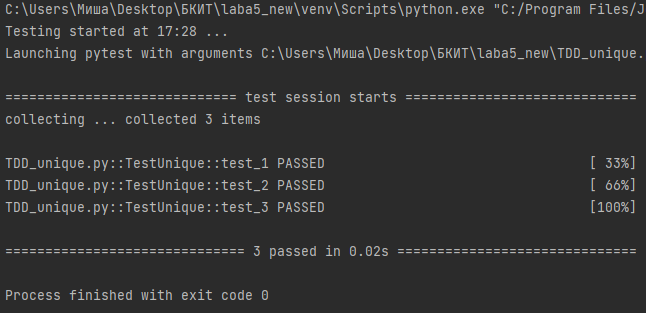 C:\Users\Миша\Desktop\БКИТ\laba5_new\venv\Scripts\python.exe "C:/Program Files/J
Testing started at 17:28 ...
Launching pytest with arguments C:\Users\Миша\Desktop\БКИТ\laba5_new\TDD_unique.
============================= test session starts =============================
collecting ... collected 3 items
TDD_unique.py::TestUnique::test_1 PASSED                                 [ 33%]
TDD_unique.py::TestUnique::test_2 PASSED                                 [ 66%]
TDD_unique.py::TestUnique::test_3 PASSED                                 [100%]
============================== 3 passed in 0.02s ==============================
Process finished with exit code 0